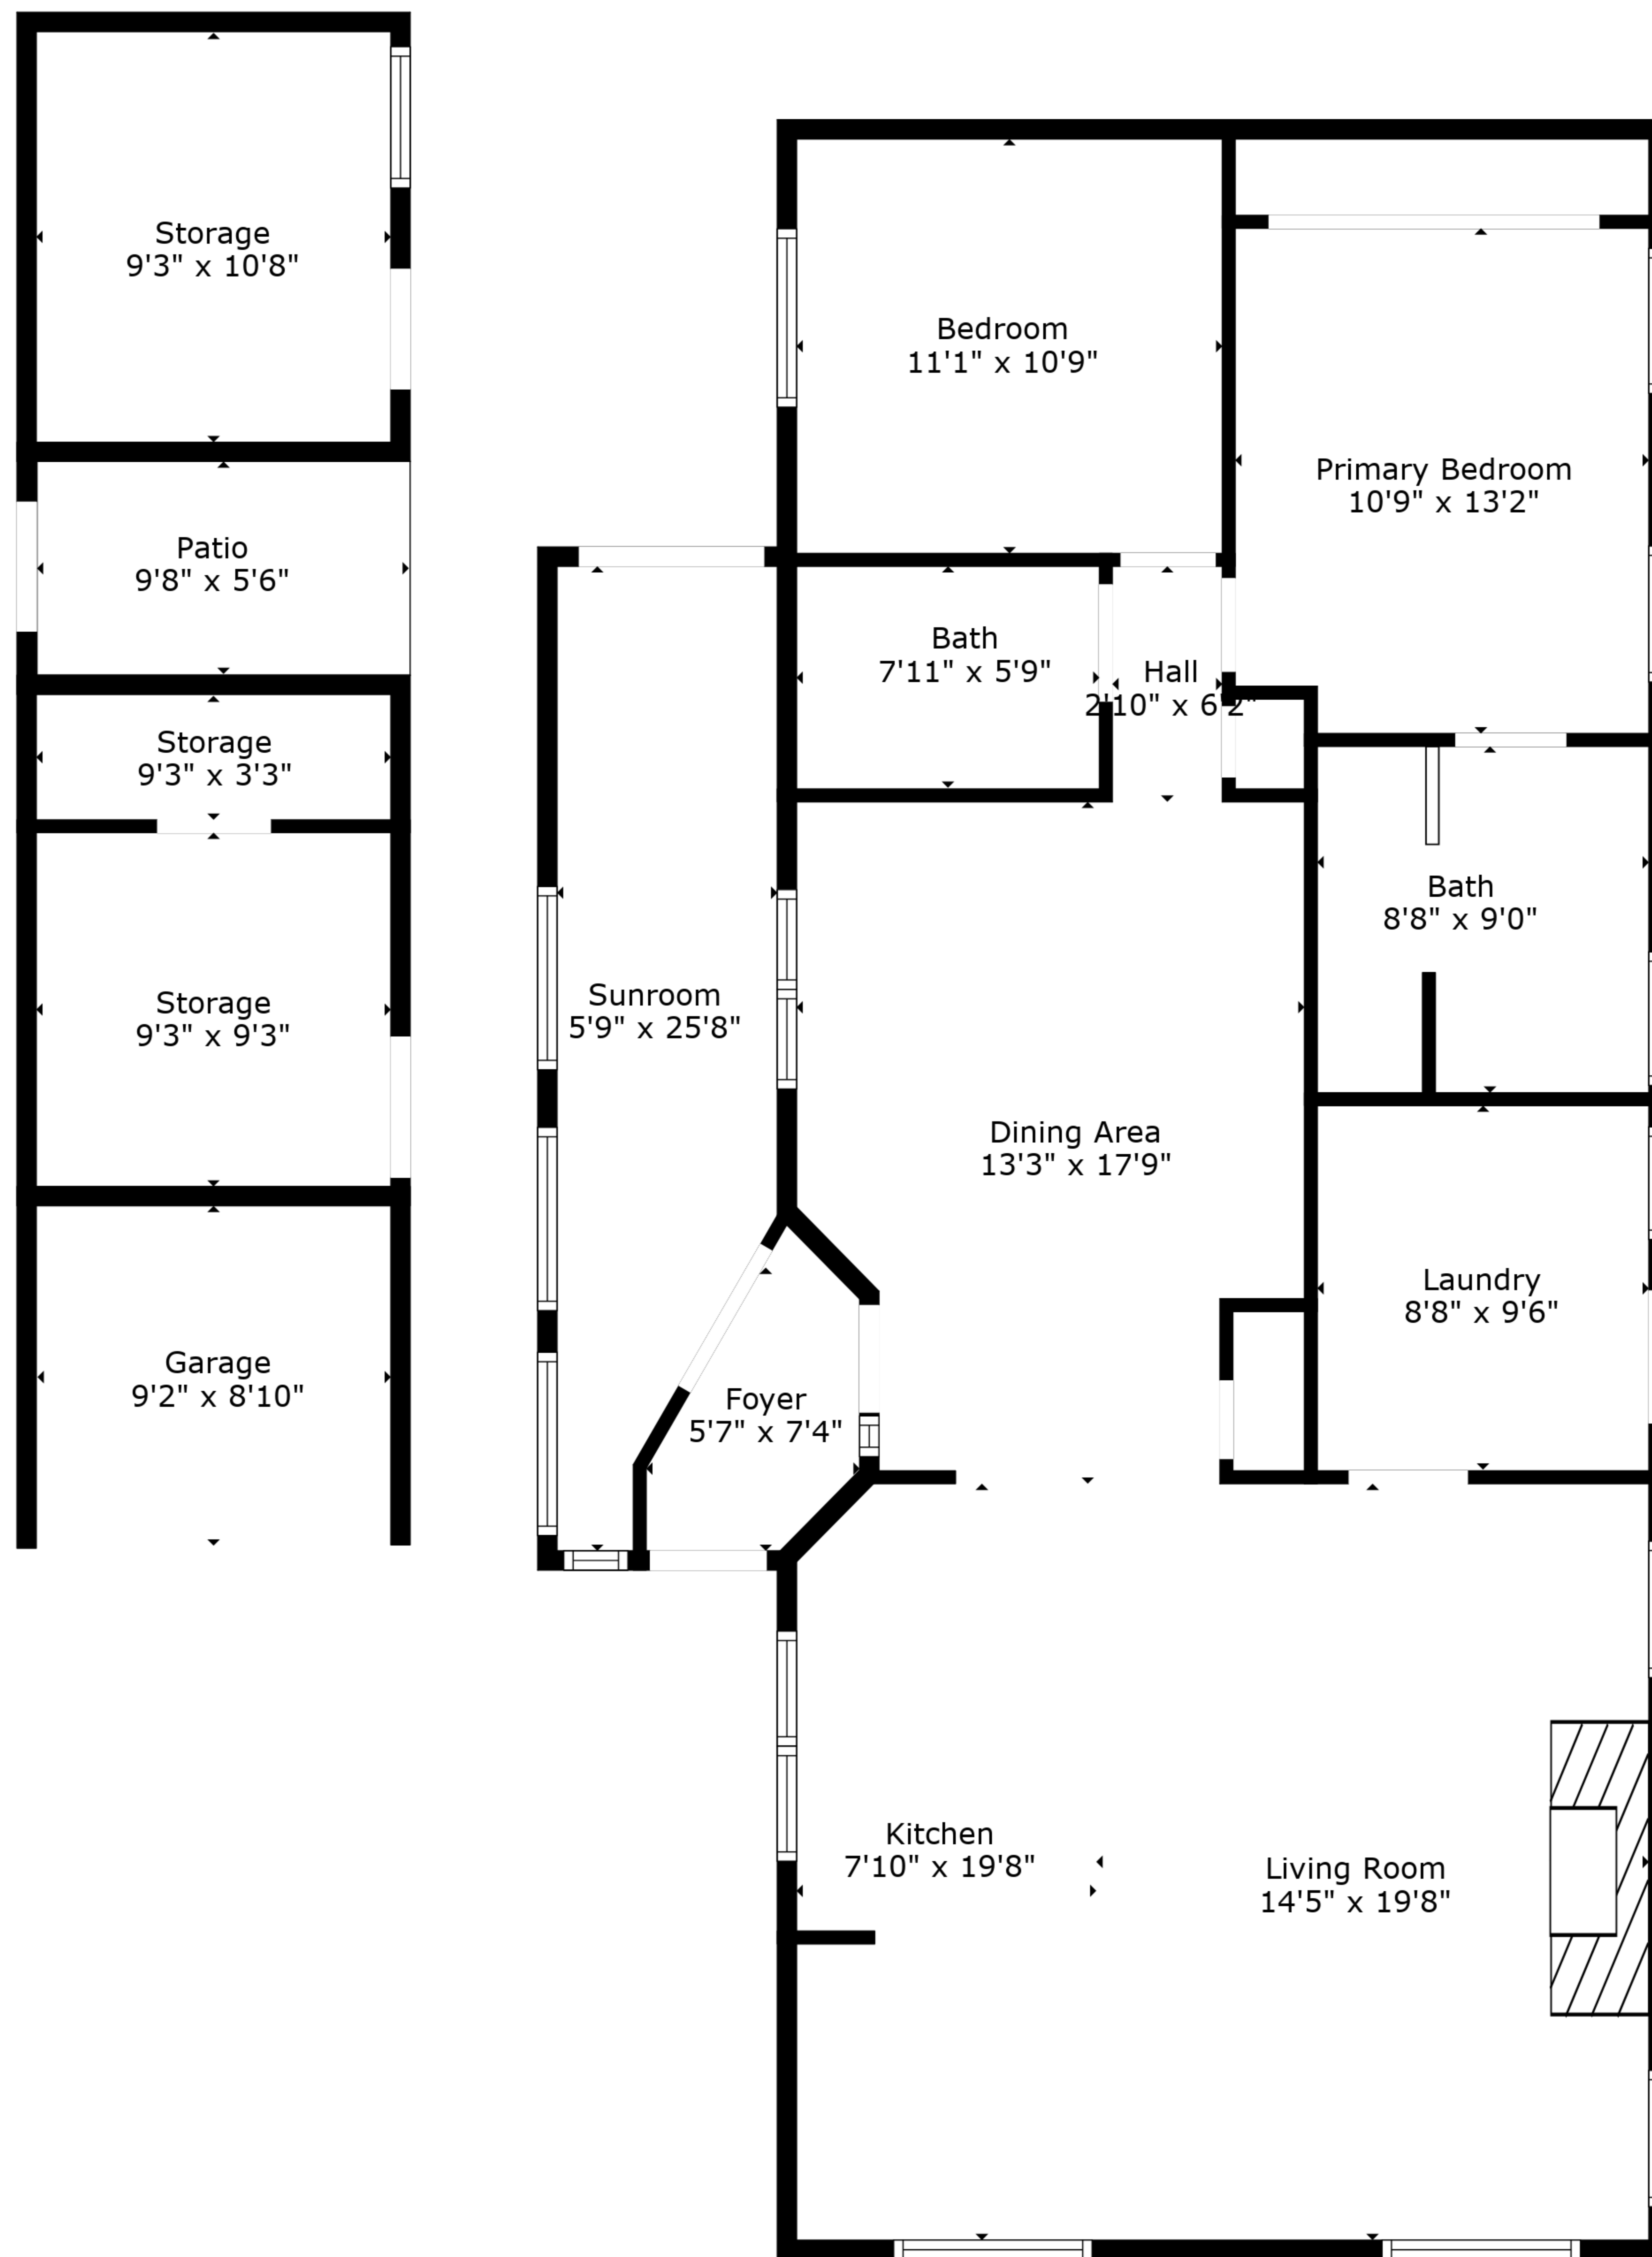 Storage
9'3" x 10'8"
Patio
9'8" x 5'6"
Storage
9'3" x 3'3"
Storage
9'3" x 9'3"
Garage
9'2" x 8'10"
Bedroom
11'1" x 10'9"
Primary Bedroom
10'9" x 13'2"
Bath
7'11" x 5'9"
Hall
2'10" x 6'2"
Bath
8'8" x 9'0"
Sunroom
5'9" x 25'8"
Dining Area
13'3" x 17'9"
Laundry
8'8" x 9'6"
Foyer
5'7" x 7'4"
Kitchen
7'10" x 19'8"
Living Room
14'5" x 19'8"